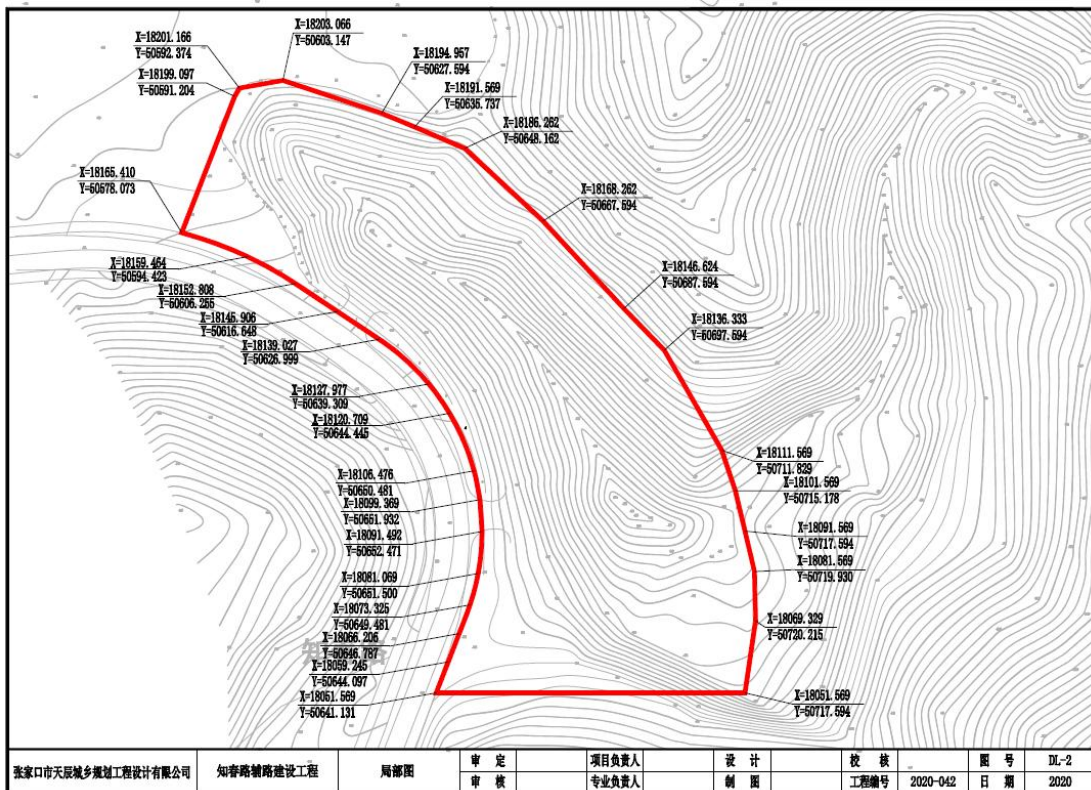 X=18203.066
Y=50603.147
X=18201.166
Y=50592.374
X=18194.957
Y=50627.594
X=18199.097
Y=50591.204
X=18191.569
Y=50635.737
X=18186.262
Y=50648.162
X=18165.410
Y=50578.073
X=18168.262
Y=50667.594
X=18159.464
Y=50594.423
X=18146.624
Y=50687.594
X=18152.808
Y=50606.255
X=18145.906
Y=50616.648
X=18136.333
Y=50697.594
X=18139.027
Y=50626.999
X=18127.977
Y=50639.309
X=18120.709
Y=50644.445
X=18111.569
Y=50711.829
X=18106.476
Y=50650.481
X=18101.569
Y=50715.178
X=18099.369
Y=50651.932
X=18091.569
Y=50717.594
X=18091.492
Y=50652.471
X=18081.569
Y=50719.930
X=18081.069
Y=50651.500
X=18073.325
Y=50649.481
X=18069.329
Y=50720.215
X=18066.206
Y=50646.787
X=18059.245
Y=50644.097
X=18051.569
Y=50641.131
X=18051.569
Y=50717.594
张家口市天辰城乡规划工程设计有限公司 知春路辅路建设工程 局部图 审 定 项目负责人 设 计 校 核 图 号 DL-2
审 核 专业负责人 制 图 工程编号 2020-042 日 期 2020